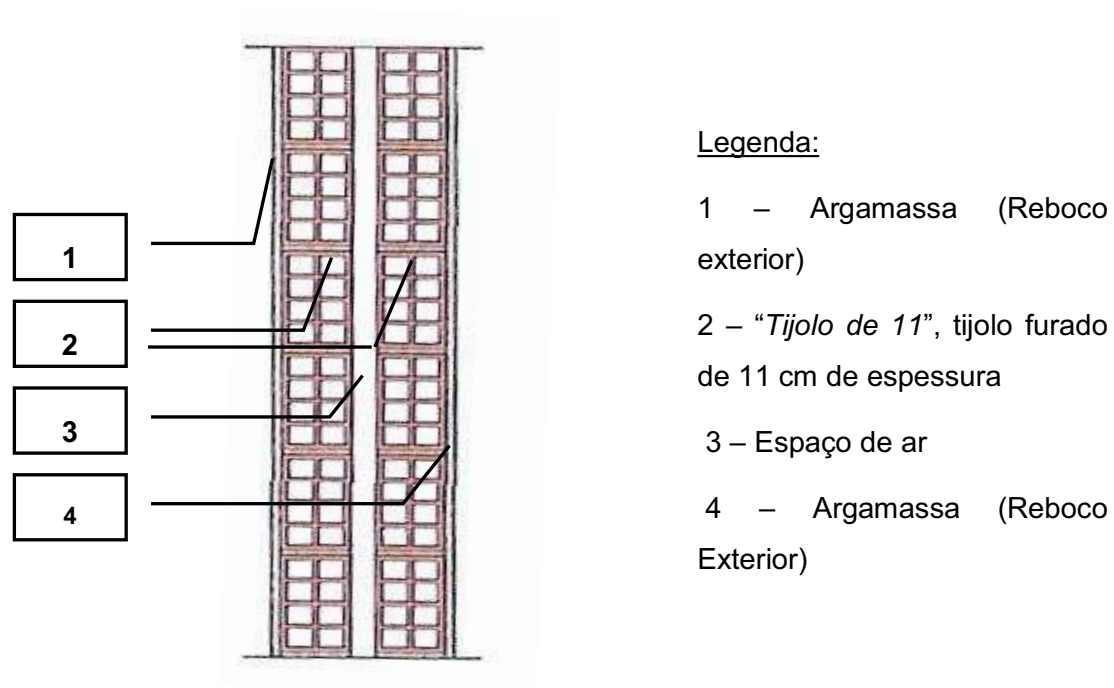 1
2
3
4
Legenda:
1 – Argamassa (Reboco
exterior)
2 – “Tijolo de 11”, tijolo furado
de 11 cm de espessura
3 – Espaço de ar
4 – Argamassa (Reboco
Exterior)